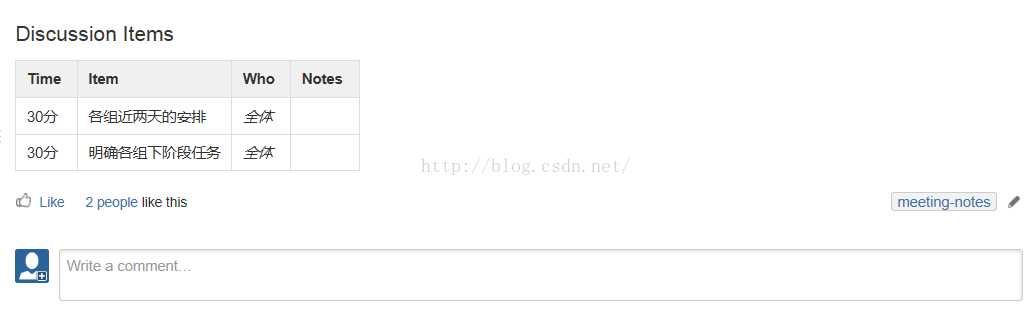 Discussion Items
Time Item Who Notes
30分 各组近两天的安排 全体
30分 明确各组下阶段任务 全体
http://blog.csdn.net/
Like 2 people like this meeting-notes
Write a comment…